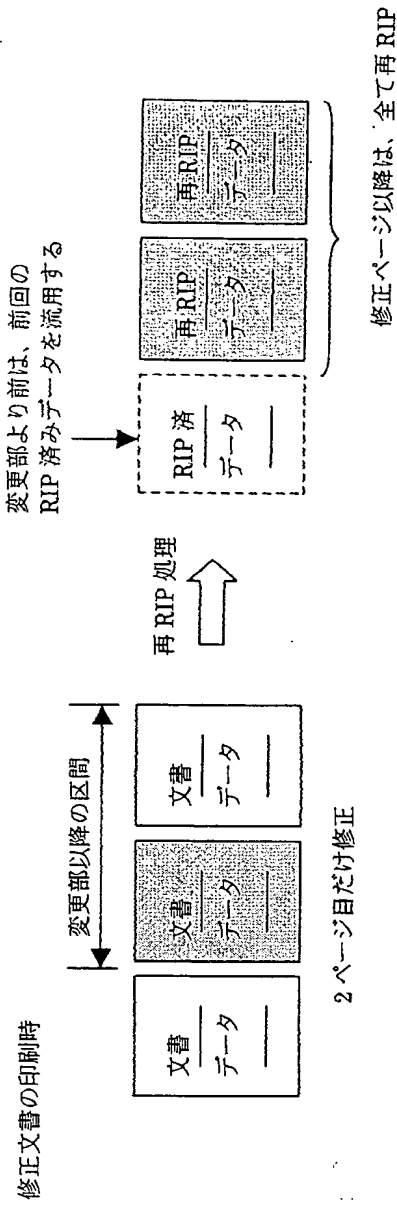 修正文書の印刷時
変更部以降の区間
文書
データ
文書
データ
文書
データ
2ページ目だけ修正
再RIP処理
変更部より前は、前回の
RIP済みデータを流用する
RIP済
データ
再RIP
データ
再RIP
データ
修正ページ以降は、全て再RIP